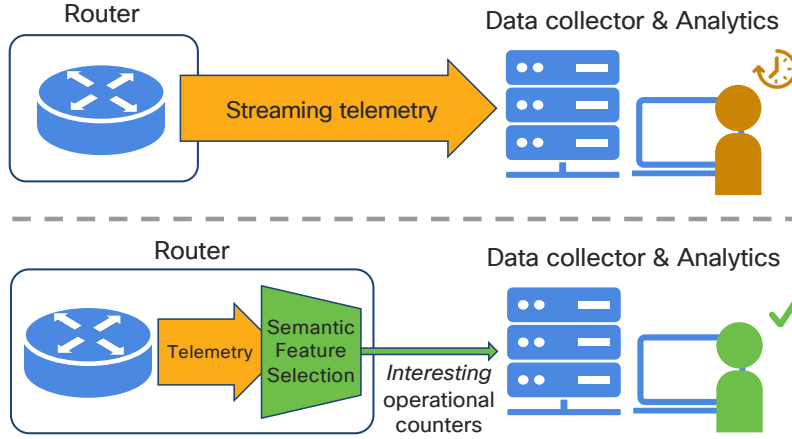 Router
Data collector & Analytics
Streaming telemetry
Router
Data collector & Analytics
Telemetry
Semantic
Feature
Selection
Interesting
operational
counters